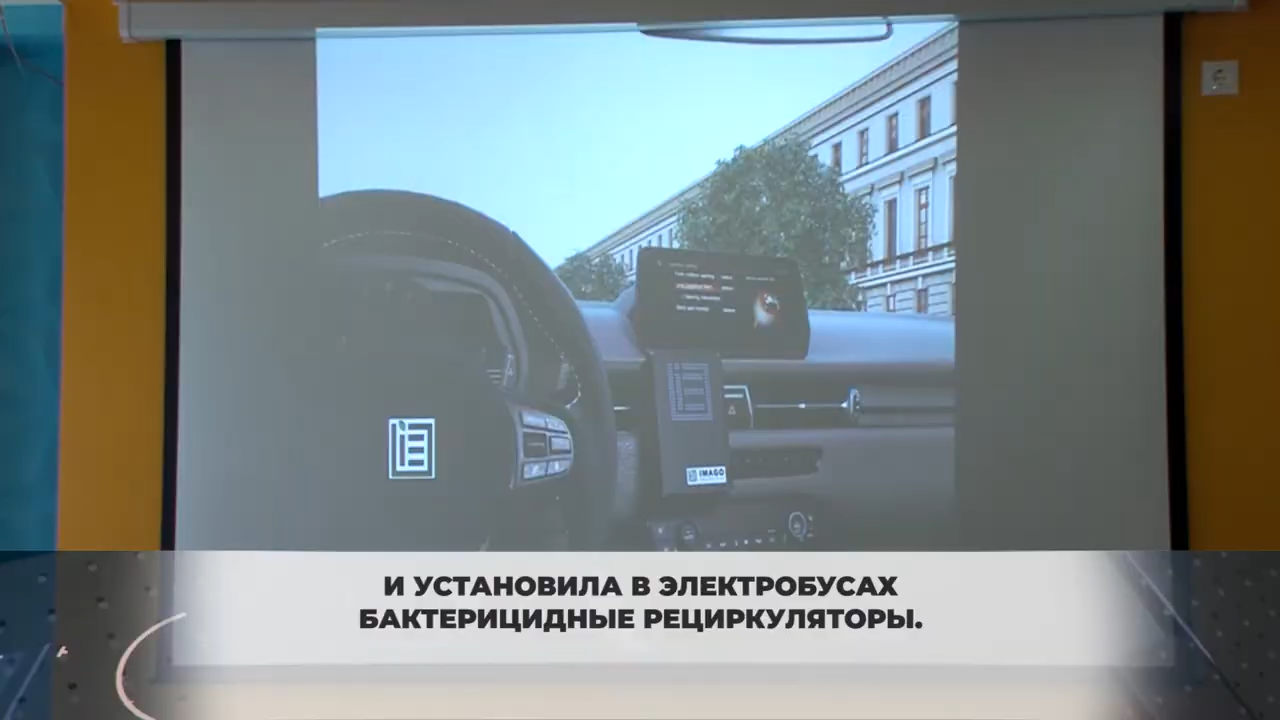 IMAGO
И УСТАНОВИЛА В ЭЛЕКТРОБУСАХ
БАКТЕРИЦИДНЫЕ РЕЦИРКУЛЯТОРЫ.